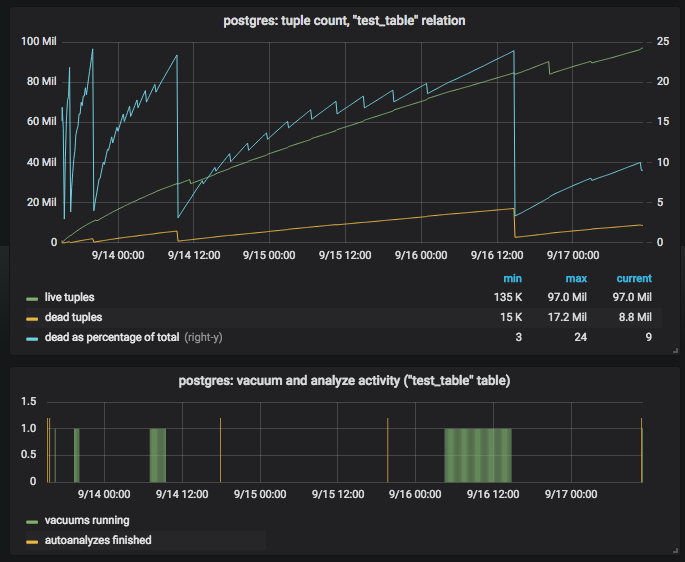 postgres: tuple count, "test_table" relation
100 Mil 25
80 Mil 20
60 Mil 15
40 Mil 10
20 Mil 5
0 0
9/14 00:00 9/14 12:00 9/15 00:00 9/15 12:00 9/16 00:00 9/16 12:00 9/17 00:00
min max current
live tuples 135 K 97.0 Mil 97.0 Mil
dead tuples 15 K 17.2 Mil 8.8 Mil
dead as percentage of total (right-y) 3 24 9
postgres: vacuum and analyze activity ("test_table" table)
1.5
1.0
0.5
0
9/14 00:00 9/14 12:00 9/15 00:00 9/15 12:00 9/16 00:00 9/16 12:00 9/17 00:00
vacuums running
autoanalyzes finished